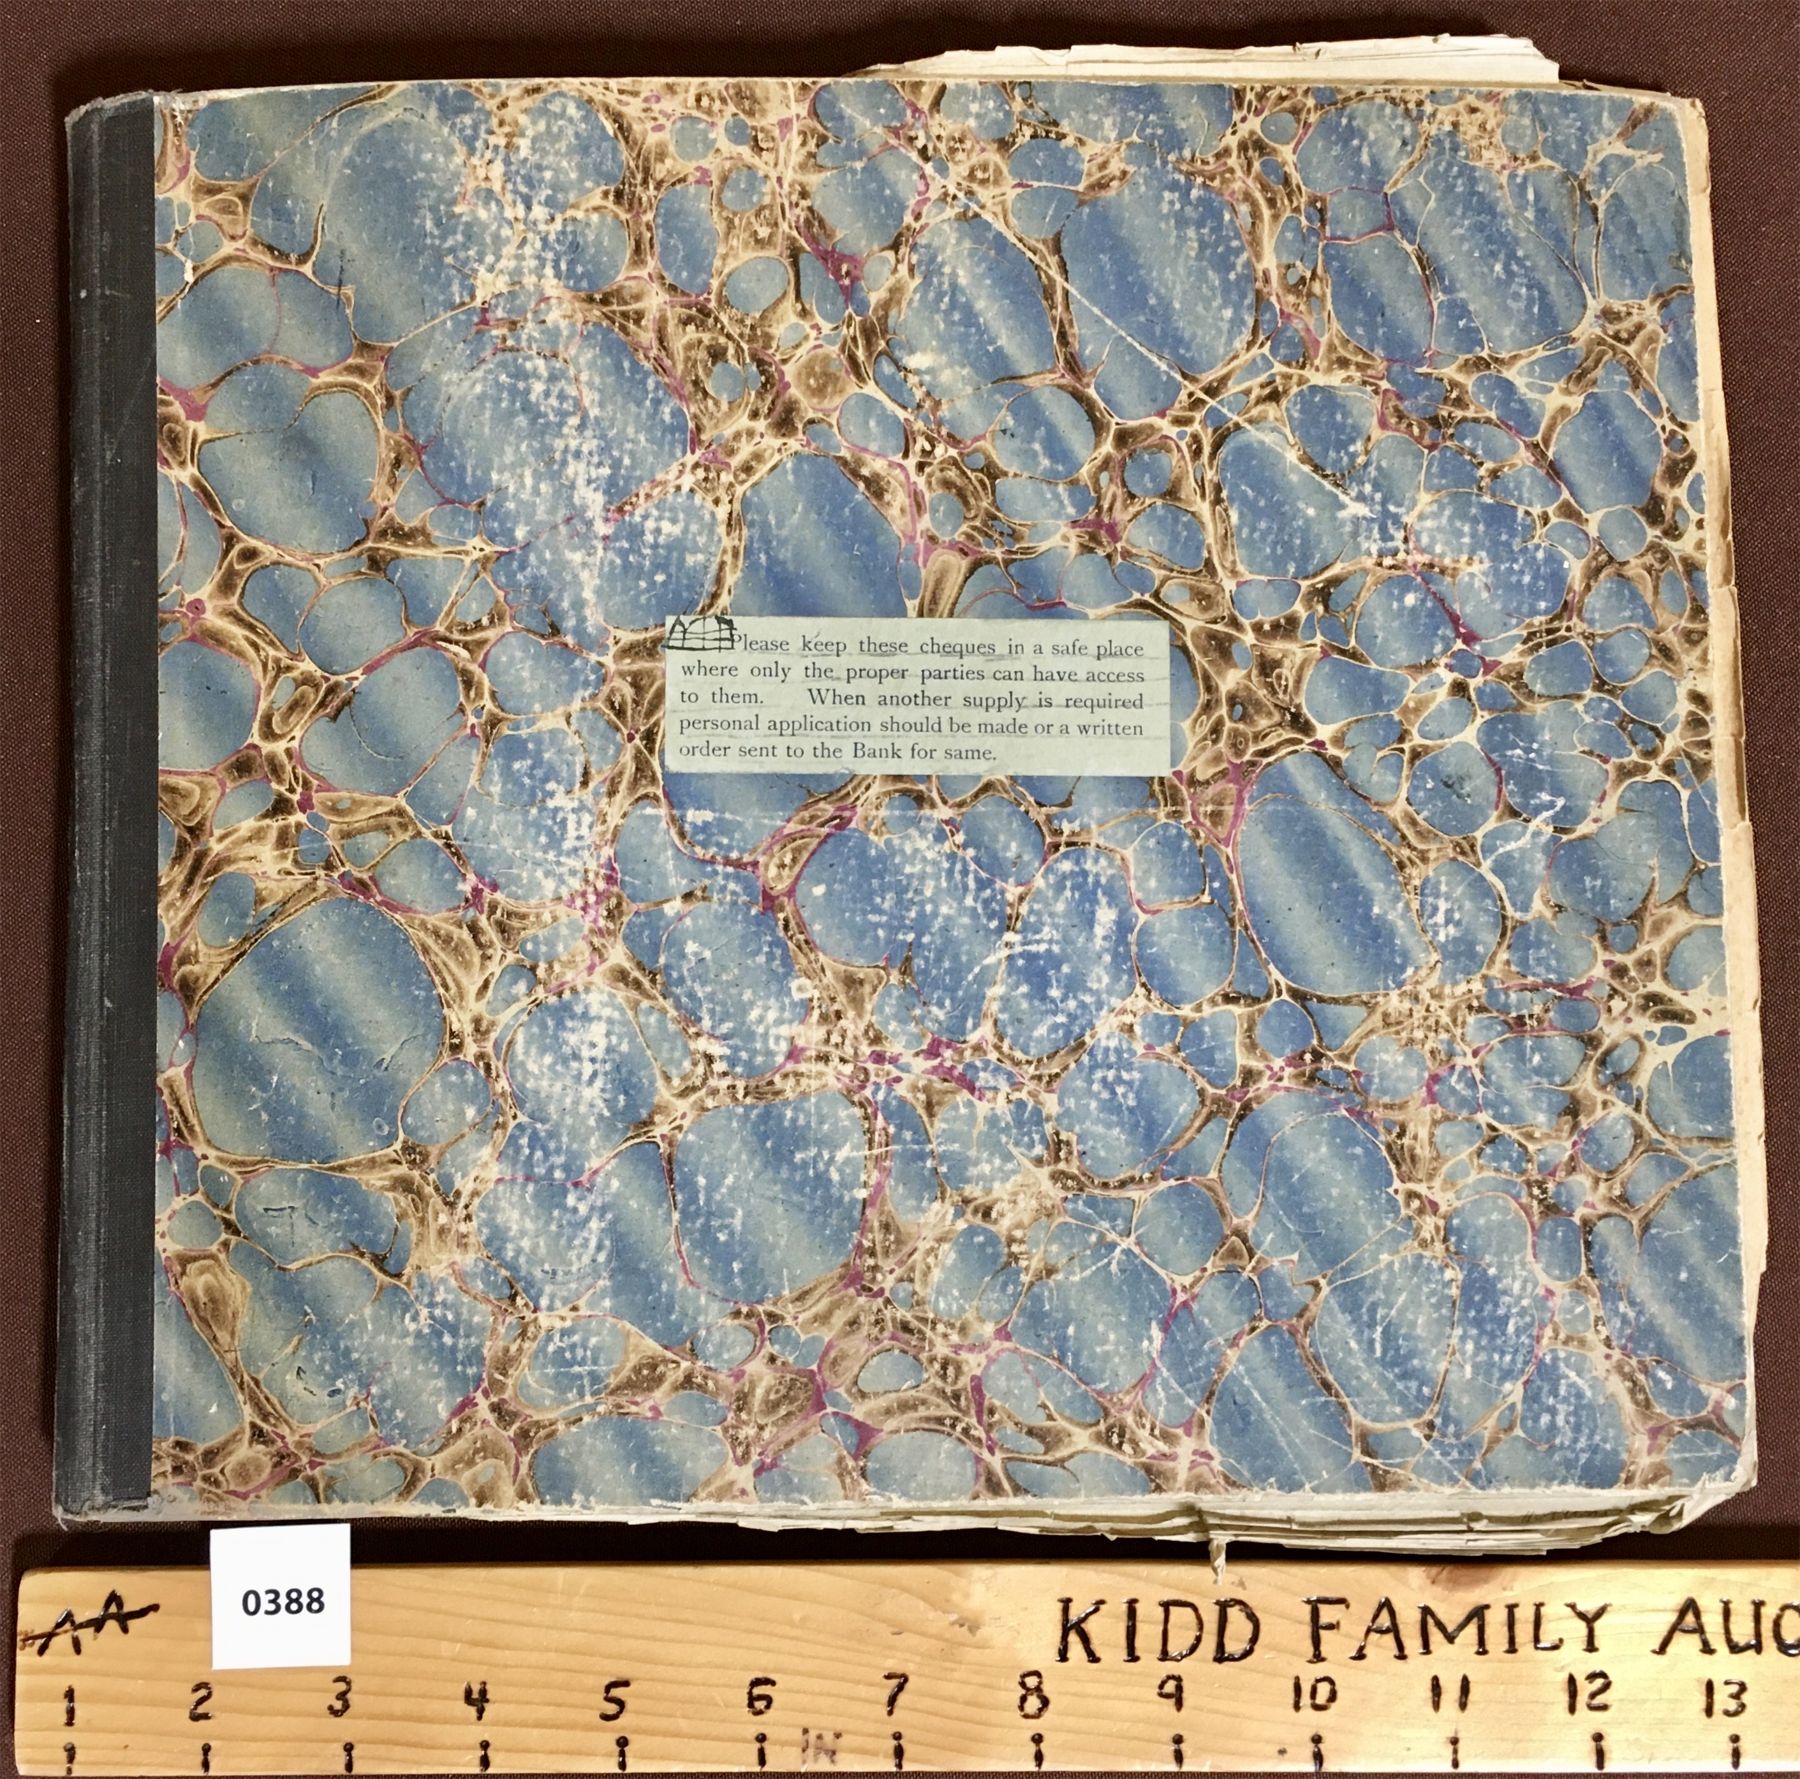 Please keep these cheques in a safe place
where only the proper parties can have access
to them. When another supply is required
personal application should be made or a written
order sent to the Bank for same.
0388
AA
KIDD FAMILY AUC
1 2 3 4 5 6 7 8 9 10 11 12 13
IN